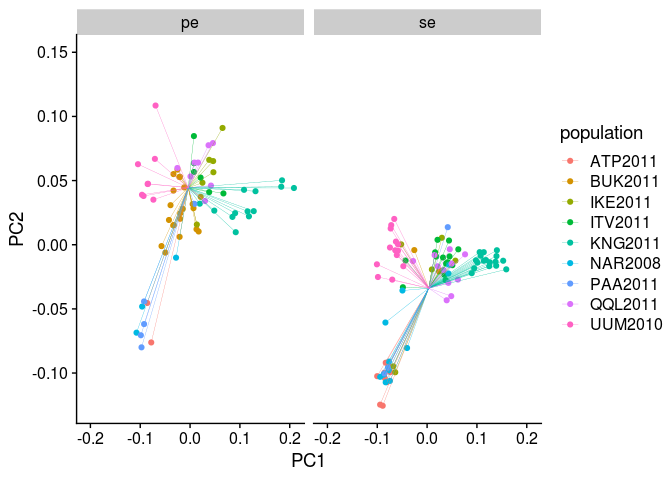 pe
se
0.15
0.10
0.05
0.00
-0.05
-0.10
PC2
-0.2
-0.1
0.0
0.1
0.2
-0.2
-0.1
0.0
0.1
0.2
PC1
population
ATP2011
BUK2011
IKE2011
ITV2011
KNG2011
NAR2008
PAA2011
QQL2011
UUM2010